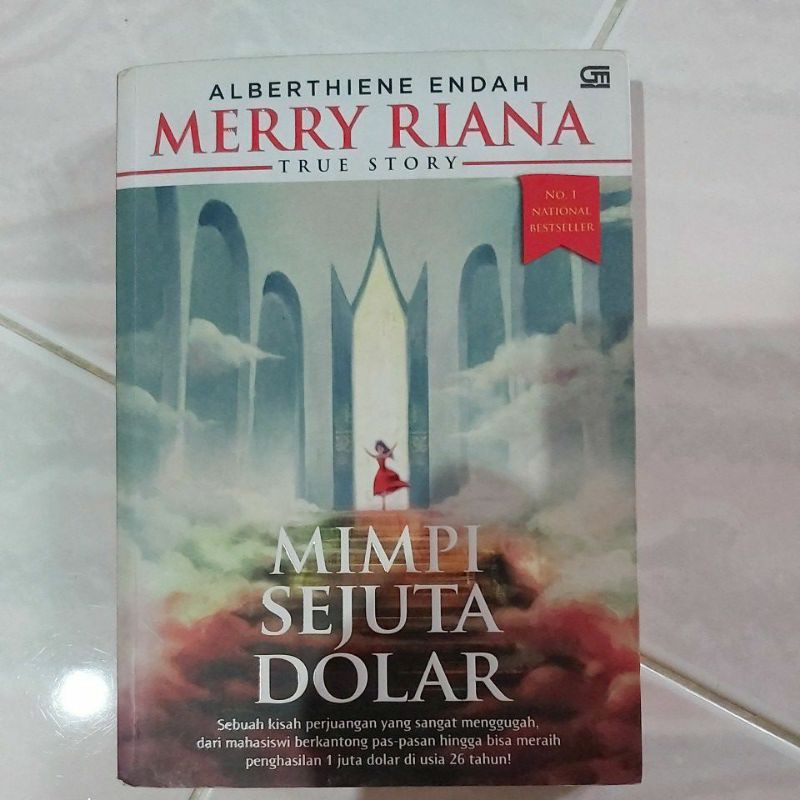 ALBERTHIENE ENDAH
GM
MERRY RIANA
TRUE STORY
NO. 1
NATIONAL
BESTSELLER
MIMPI
SEJUTA
DOLAR
Sebuah kisah perjuangan yang sangat menggugah,
dari mahasiswi berkantong pas-pasan hingga bisa meraih
penghasilan 1 juta dolar di usia 26 tahun!